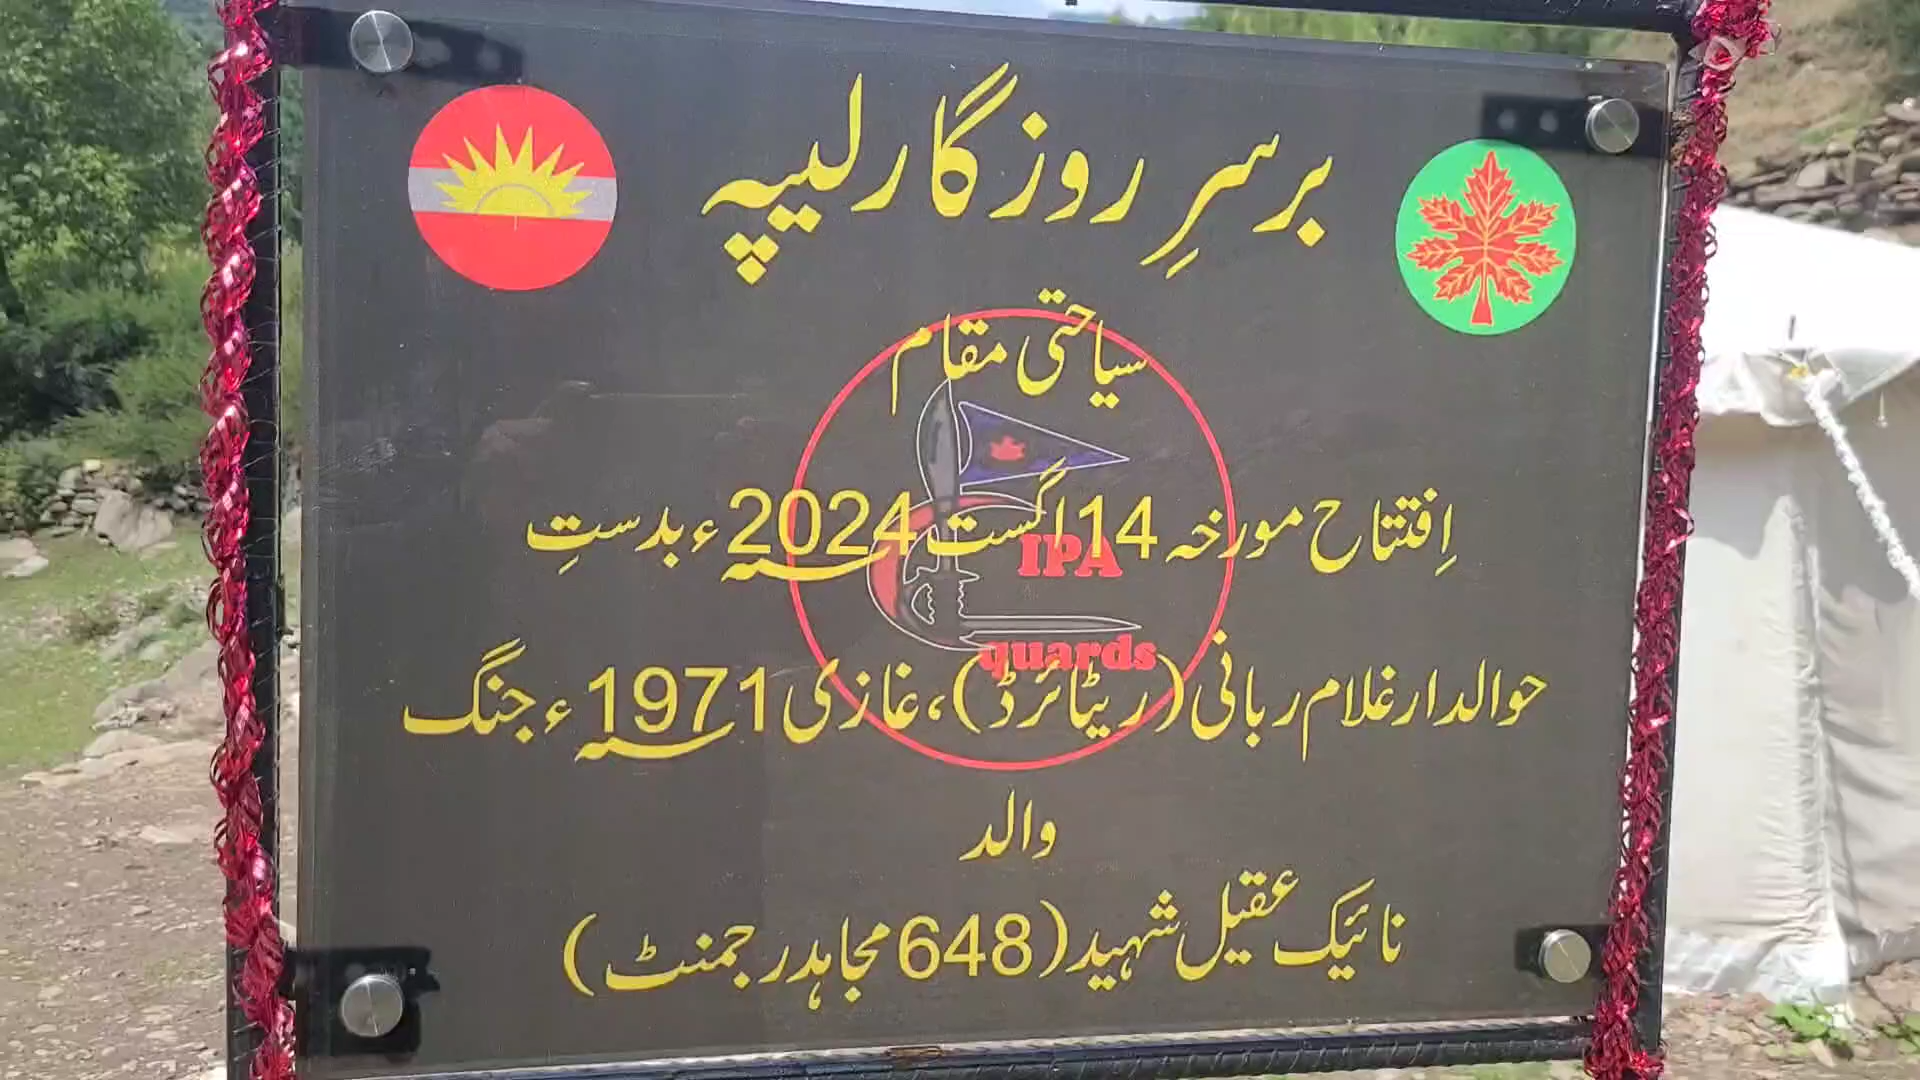 برسرِ روزگار لیپہ
سیاحتی مقام
اِفتتاح مورخہ 14 اگست 2024ء بدستِ
IPA
guards
حوالدار غلام ربانی (ریٹائرڈ)، غازی 1971ء جنگ
والد
نائیک عقیل شہید (648 مجاہد رجمنٹ)